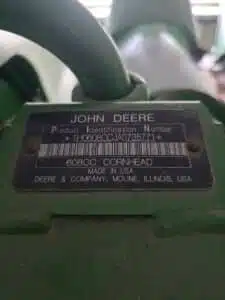 JOHN DEERE
Product Identification Number
608CC CORNHEAD
MADE IN USA
DEERE & COMPANY, MOLINE, ILLINOIS, USA